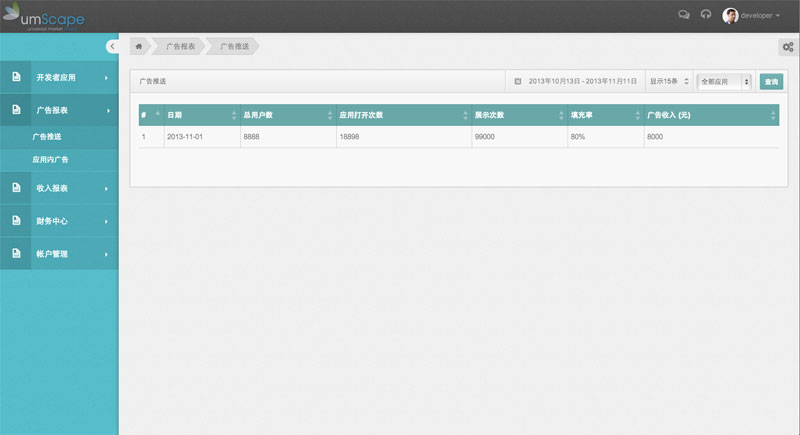 umScape
universal market
developer
广告报表 广告推送
开发者应用
广告报表
广告推送
应用内广告
收入报表
财务中心
帐户管理
广告推送 2013年10月13日 - 2013年11月11日 显示15条 全部应用 查询
# 日期 总用户数 应用打开次数 展示次数 填充率 广告收入 (元)
1 2013-11-01 8888 18898 99000 80% 8000